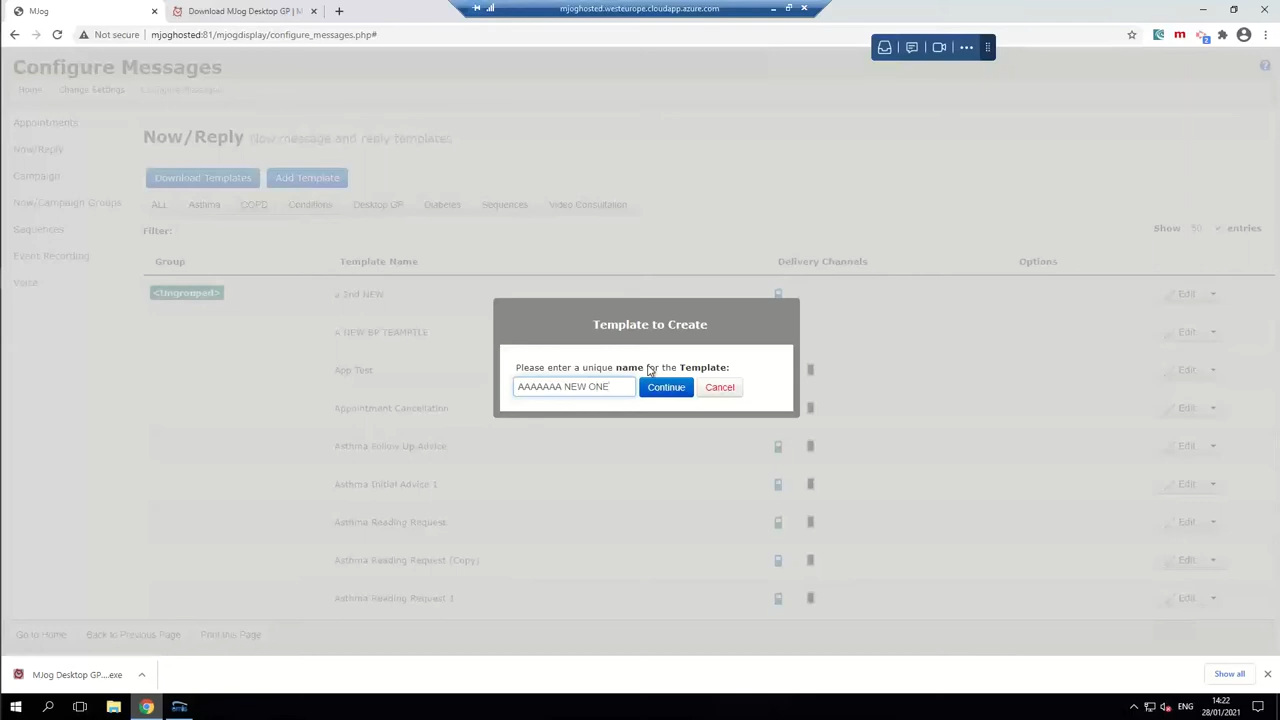 MJog
Download MJog Desktop GP | M
mjoghosted.westeurope.cloudapp.azure.com
Not secure
mjoghosted:81/mjogdisplay/configure_messages.php#
2
Configure Messages
Home
Change Settings
Configure Messages
Appointments
Now/Reply
Campaign
Now/Campaign Groups
Sequences
Event Recording
Voice
Now/Reply Now message and reply templates.
Download Templates
Add Template
ALL
Asthma
COPD
Conditions
Desktop GP
Diabetes
Sequences
Video Consultation
Filter:
Show 50 entries
Group
Template Name
Delivery Channels
Options
<Ungrouped>
a 2nd NEW
Edit
A NEW BP TEAMPTLE
Edit
App Test
Edit
Appointment Cancellation
Edit
Asthma Follow Up Advice
Edit
Asthma Initial Advice 1
Edit
Asthma Reading Request
Edit
Asthma Reading Request (Copy)
Edit
Asthma Reading Request 1
Edit
Template to Create
Please enter a unique name for the Template:
AAAAAAA NEW ONE
Continue
Cancel
Go to Home
Back to Previous Page
Print this Page
MJog Desktop GP....exe
Show all
ENG
14:22
28/01/2021